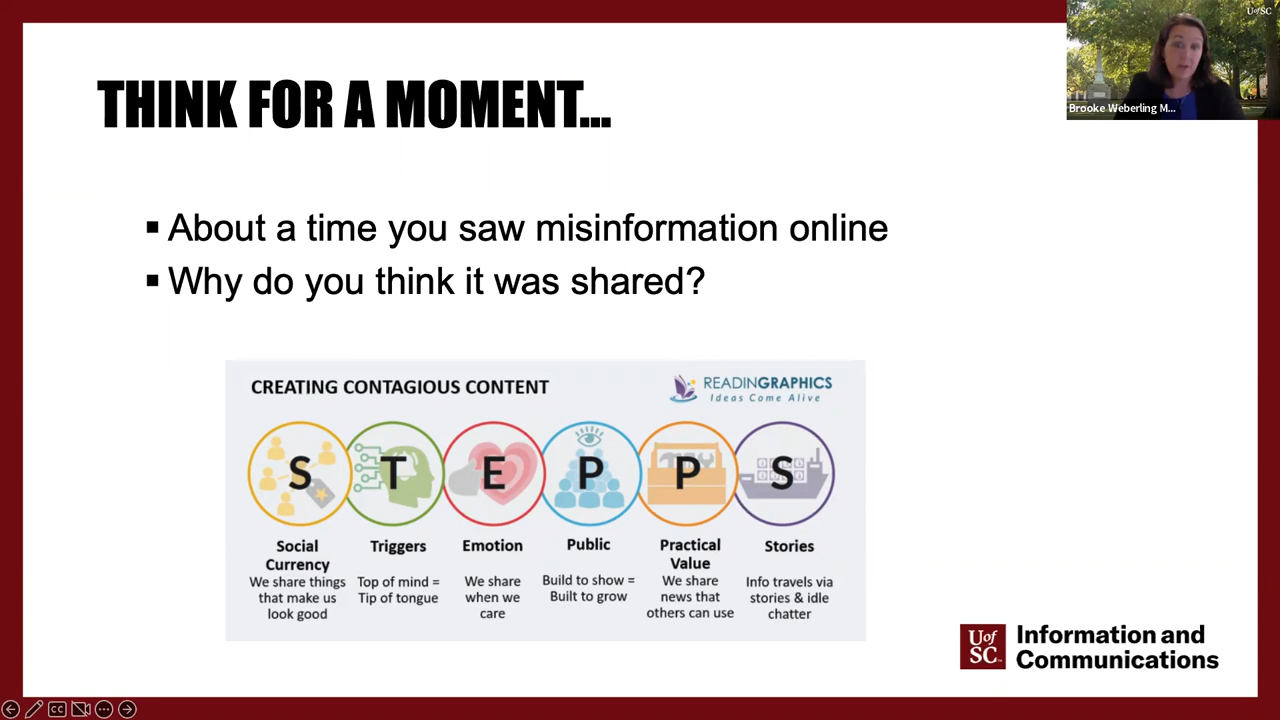 UofSC
Brooke Weberling M...
THINK FOR A MOMENT...
▪ About a time you saw misinformation online
▪ Why do you think it was shared?
CREATING CONTAGIOUS CONTENT
READINGRAPHICS
Ideas Come Alive
S T E P P S
Social Currency
We share things
that make us
look good
Triggers
Top of mind =
Tip of tongue
Emotion
We share
when we
care
Public
Build to show =
Built to grow
Practical
Value
We share
news that
others can use
Stories
Info travels via
stories & idle
chatter
UofSC
Information and
Communications
CC